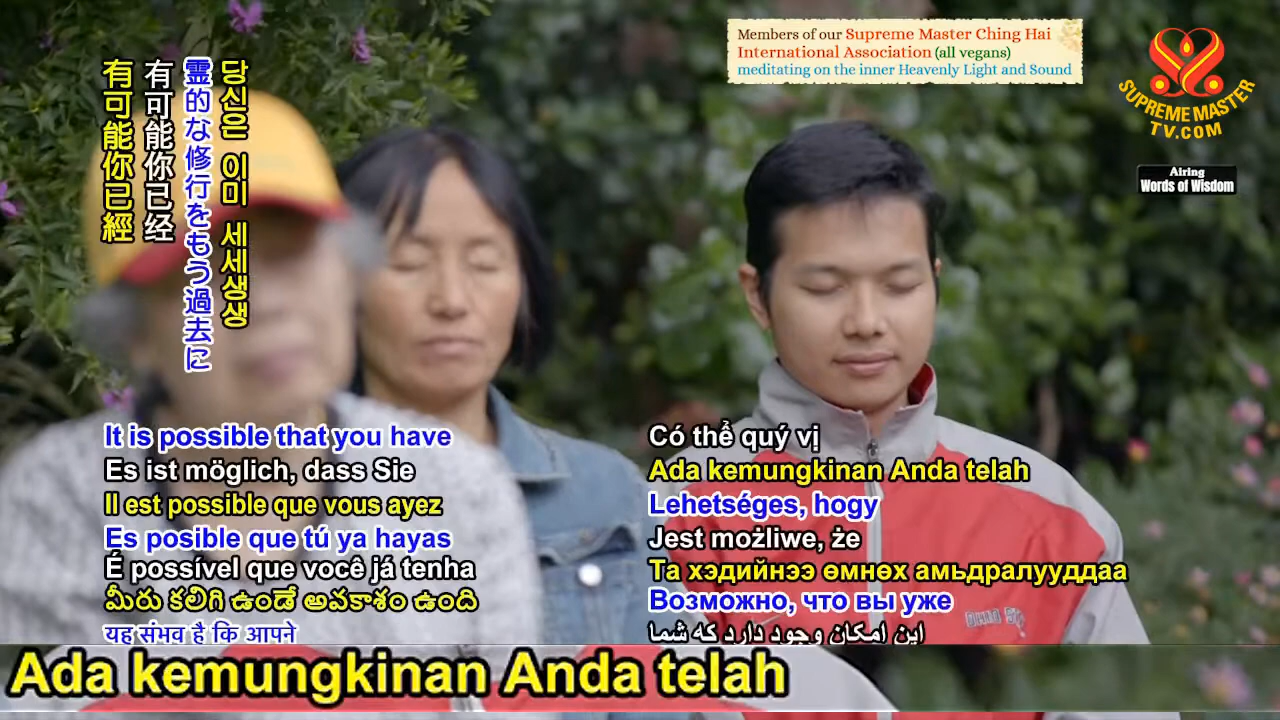 Members of our Supreme Master Ching Hai
International Association (all vegans)
meditating on the inner Heavenly Light and Sound
SUPREME MASTER
TV.COM
Airing
Words of Wisdom
당신은 이미 세세생생
霊的な修行をもう過去に
有可能你已经
有可能你已經
It is possible that you have
Es ist möglich, dass Sie
Il est possible que vous ayez
Es posible que tú ya hayas
É possível que você já tenha
మీరు కలిగి ఉండే అవకాశం ఉంది
यह संभव है कि आपने
Có thể quý vị
Ada kemungkinan Anda telah
Lehetséges, hogy
Jest możliwe, że
Та хэдийнээ өмнөх амьдралууддаа
Возможно, что вы уже
این امکان وجود دارد که شما
Ada kemungkinan Anda telah